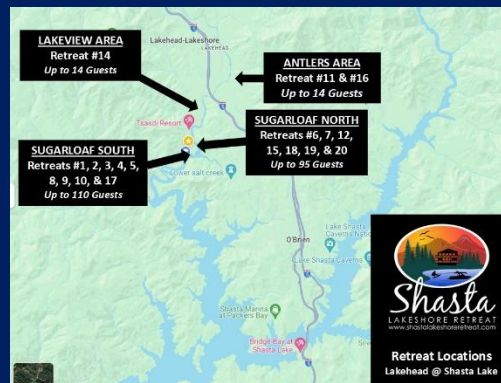 LAKEVIEW AREA
Retreat #14
Up to 14 Guests
Lakehead-Lakeshore
LAKEHEAD
ANTLERS AREA
Retreat #11 & #16
Up to 14 Guests
Tsasdi Resort
SUGARLOAF NORTH
Retreats #6, 7, 12,
15, 18, 19, & 20
Up to 95 Guests
SUGARLOAF SOUTH
Retreats #1, 2, 3, 4, 5,
8, 9, 10, & 17
Up to 110 Guests
Lower salt creek
O'Brien
Lake Shasta
Caverns
Lake Shasta Caverns
Shasta Marina
at Packers Bay
Bridge Bay at
Shasta Lake
Shasta
LAKESHORE RETREAT
www.shastalakeshoreretreat.com
Retreat Locations
Lakehead @ Shasta Lake